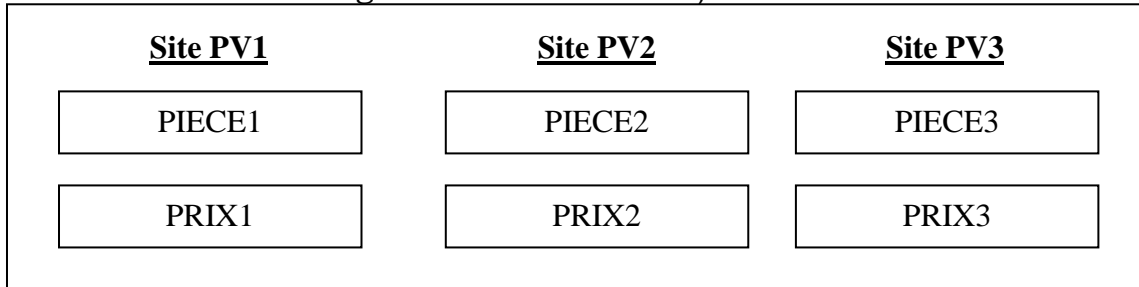 Site PV1 Site PV2 Site PV3
PIECE1 PIECE2 PIECE3
PRIX1 PRIX2 PRIX3